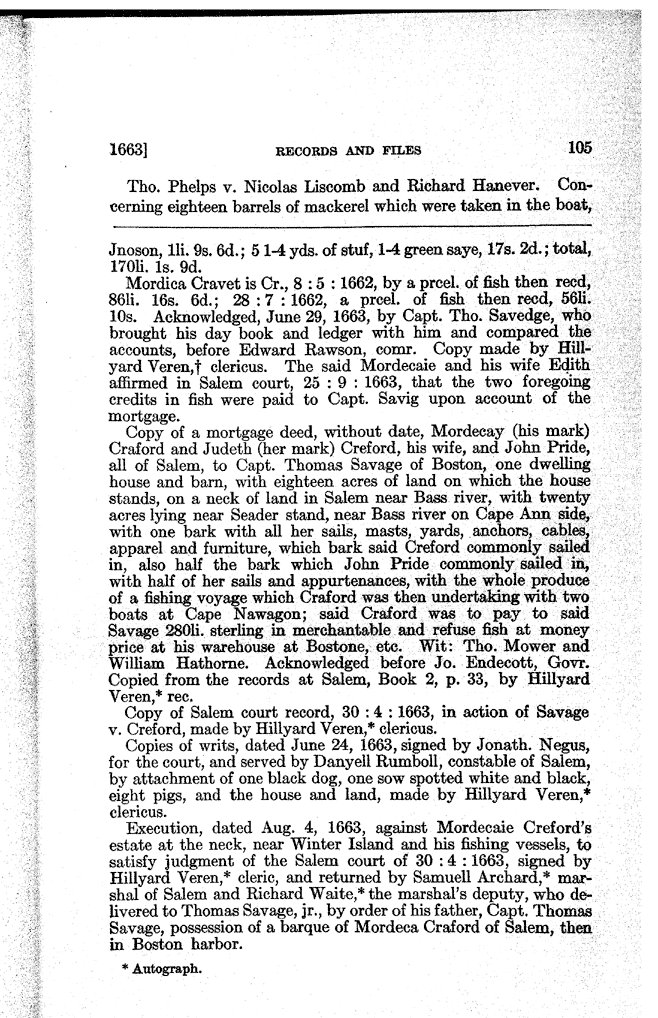 1663] RECORDS AND FILES 105
Tho. Phelps v. Nicolas Liscomb and Richard Hanever. Con-
cerning eighteen barrels of mackerel which were taken in the boat,
Jnoson, 1li. 9s. 6d.; 5 1-4 yds. of stuf, 1-4 green saye, 17s. 2d.; total,
170li. 1s. 9d.
Mordica Cravet is Cr., 8 : 5 : 1662, by a prcel. of fish then recd,
86li. 16s. 6d.; 28 : 7 : 1662, a prcel. of fish then recd, 56li.
10s. Acknowledged, June 29, 1663, by Capt. Tho. Savedge, who
brought his day book and ledger with him and compared the
accounts, before Edward Rawson, comr. Copy made by Hill-
yard Veren,† clericus. The said Mordecaie and his wife Edith
affirmed in Salem court, 25 : 9 : 1663, that the two foregoing
credits in fish were paid to Capt. Savig upon account of the
mortgage.
Copy of a mortgage deed, without date, Mordecay (his mark)
Craford and Judeth (her mark) Creford, his wife, and John Pride,
all of Salem, to Capt. Thomas Savage of Boston, one dwelling
house and barn, with eighteen acres of land on which the house
stands, on a neck of land in Salem near Bass river, with twenty
acres lying near Seader stand, near Bass river on Cape Ann side,
with one bark with all her sails, masts, yards, anchors, cables,
apparel and furniture, which bark said Creford commonly sailed
in, also half the bark which John Pride commonly sailed in,
with half of her sails and appurtenances, with the whole produce
of a fishing voyage which Craford was then undertaking with two
boats at Cape Nawagon; said Craford was to pay to said
Savage 280li. sterling in merchantable and refuse fish at money
price at his warehouse at Bostone, etc. Wit: Tho. Mower and
William Hathorne. Acknowledged before Jo. Endecott, Govr.
Copied from the records at Salem, Book 2, p. 33, by Hillyard
Veren,* rec.
Copy of Salem court record, 30 : 4 : 1663, in action of Savage
v. Creford, made by Hillyard Veren,* clericus.
Copies of writs, dated June 24, 1663, signed by Jonath. Negus,
for the court, and served by Danyell Rumboll, constable of Salem,
by attachment of one black dog, one sow spotted white and black,
eight pigs, and the house and land, made by Hillyard Veren,*
clericus.
Execution, dated Aug. 4, 1663, against Mordecaie Creford's
estate at the neck, near Winter Island and his fishing vessels, to
satisfy judgment of the Salem court of 30 : 4 : 1663, signed by
Hillyard Veren,* cleric, and returned by Samuell Archard,* mar-
shal of Salem and Richard Waite,* the marshal's deputy, who de-
livered to Thomas Savage, jr., by order of his father, Capt. Thomas
Savage, possession of a barque of Mordeca Craford of Salem, then
in Boston harbor.
* Autograph.